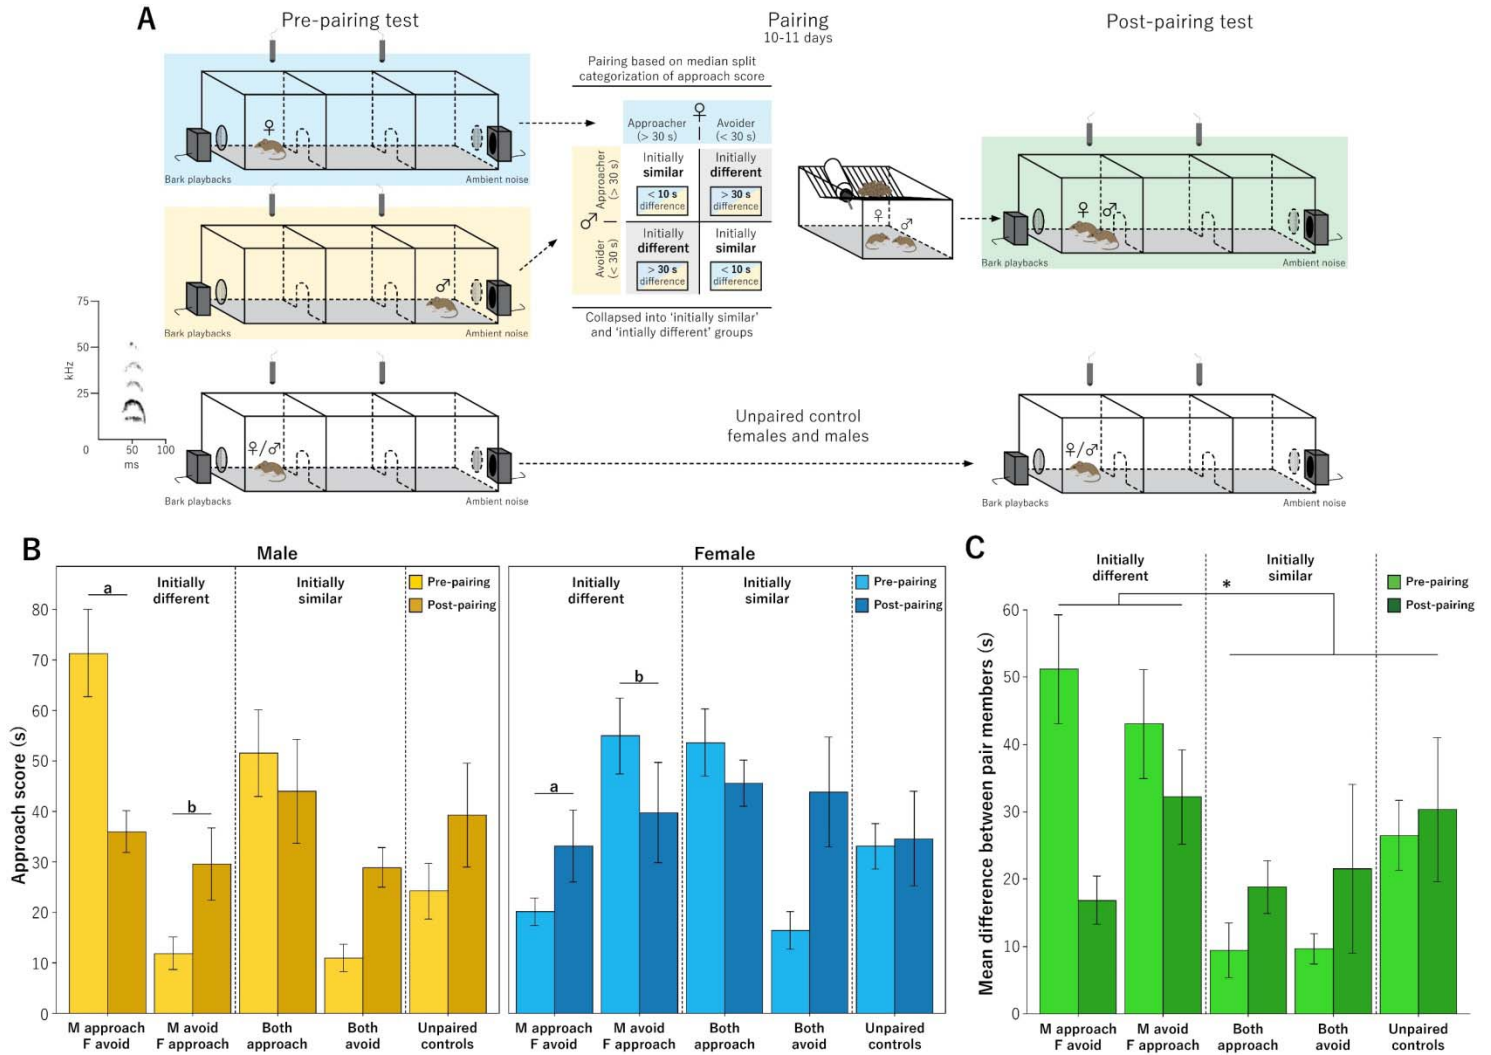 A
Pre-pairing test
Pairing
10-11 days
Post-pairing test
Pairing based on median split
categorization of approach score
♀
Approacher
(> 30 s)
Avoider
(< 30 s)
♂
Approacher
(> 30 s)
Avoider
(< 30 s)
Initially
similar
< 10 s
difference
Initially
different
> 30 s
difference
Initially
different
> 30 s
difference
Initially
similar
< 10 s
difference
Collapsed into 'initially similar'
and 'intially different' groups
♀
Bark playbacks
Ambient noise
♂
Bark playbacks
Ambient noise
♀ ♂
♀ ♂
Bark playbacks
Ambient noise
75
50
25
0
kHz
50
100
ms
♀/♂
Bark playbacks
Ambient noise
Unpaired control
females and males
♀/♂
Bark playbacks
Ambient noise
B
Male
Initially
different
Initially
similar
Pre-pairing
Post-pairing
a
b
Approach score (s)
80
70
60
50
40
30
20
10
0
M approach
F avoid
M avoid
F approach
Both
approach
Both
avoid
Unpaired
controls
Female
Initially
different
Initially
similar
Pre-pairing
Post-pairing
a
b
M approach
F avoid
M avoid
F approach
Both
approach
Both
avoid
Unpaired
controls
C
Initially
different
Initially
similar
Pre-pairing
Post-pairing
*
Mean difference between pair members (s)
60
50
40
30
20
10
0
M approach
F avoid
M avoid
F approach
Both
approach
Both
avoid
Unpaired
controls